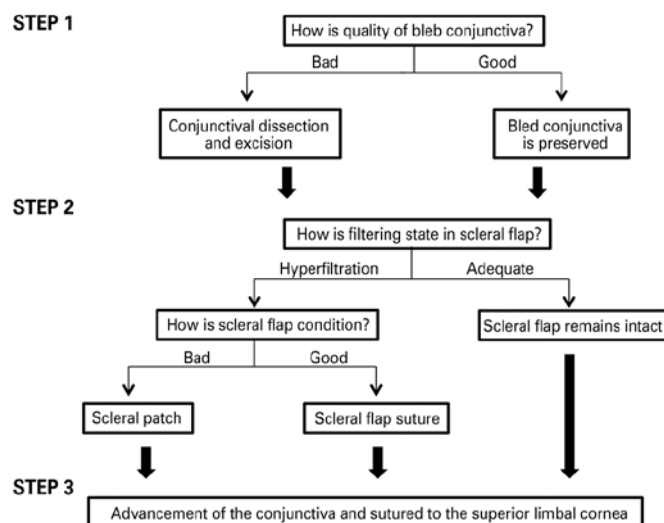 STEP 1
How is quality of bleb conjunctiva?
Bad Good
Conjunctival dissection
and excision
Bled conjunctiva
is preserved
STEP 2
How is filtering state in scleral flap?
Hyperfiltration Adequate
How is scleral flap condition?
Scleral flap remains intact
Bad Good
Scleral patch
Scleral flap suture
STEP 3
Advancement of the conjunctiva and sutured to the superior limbal cornea